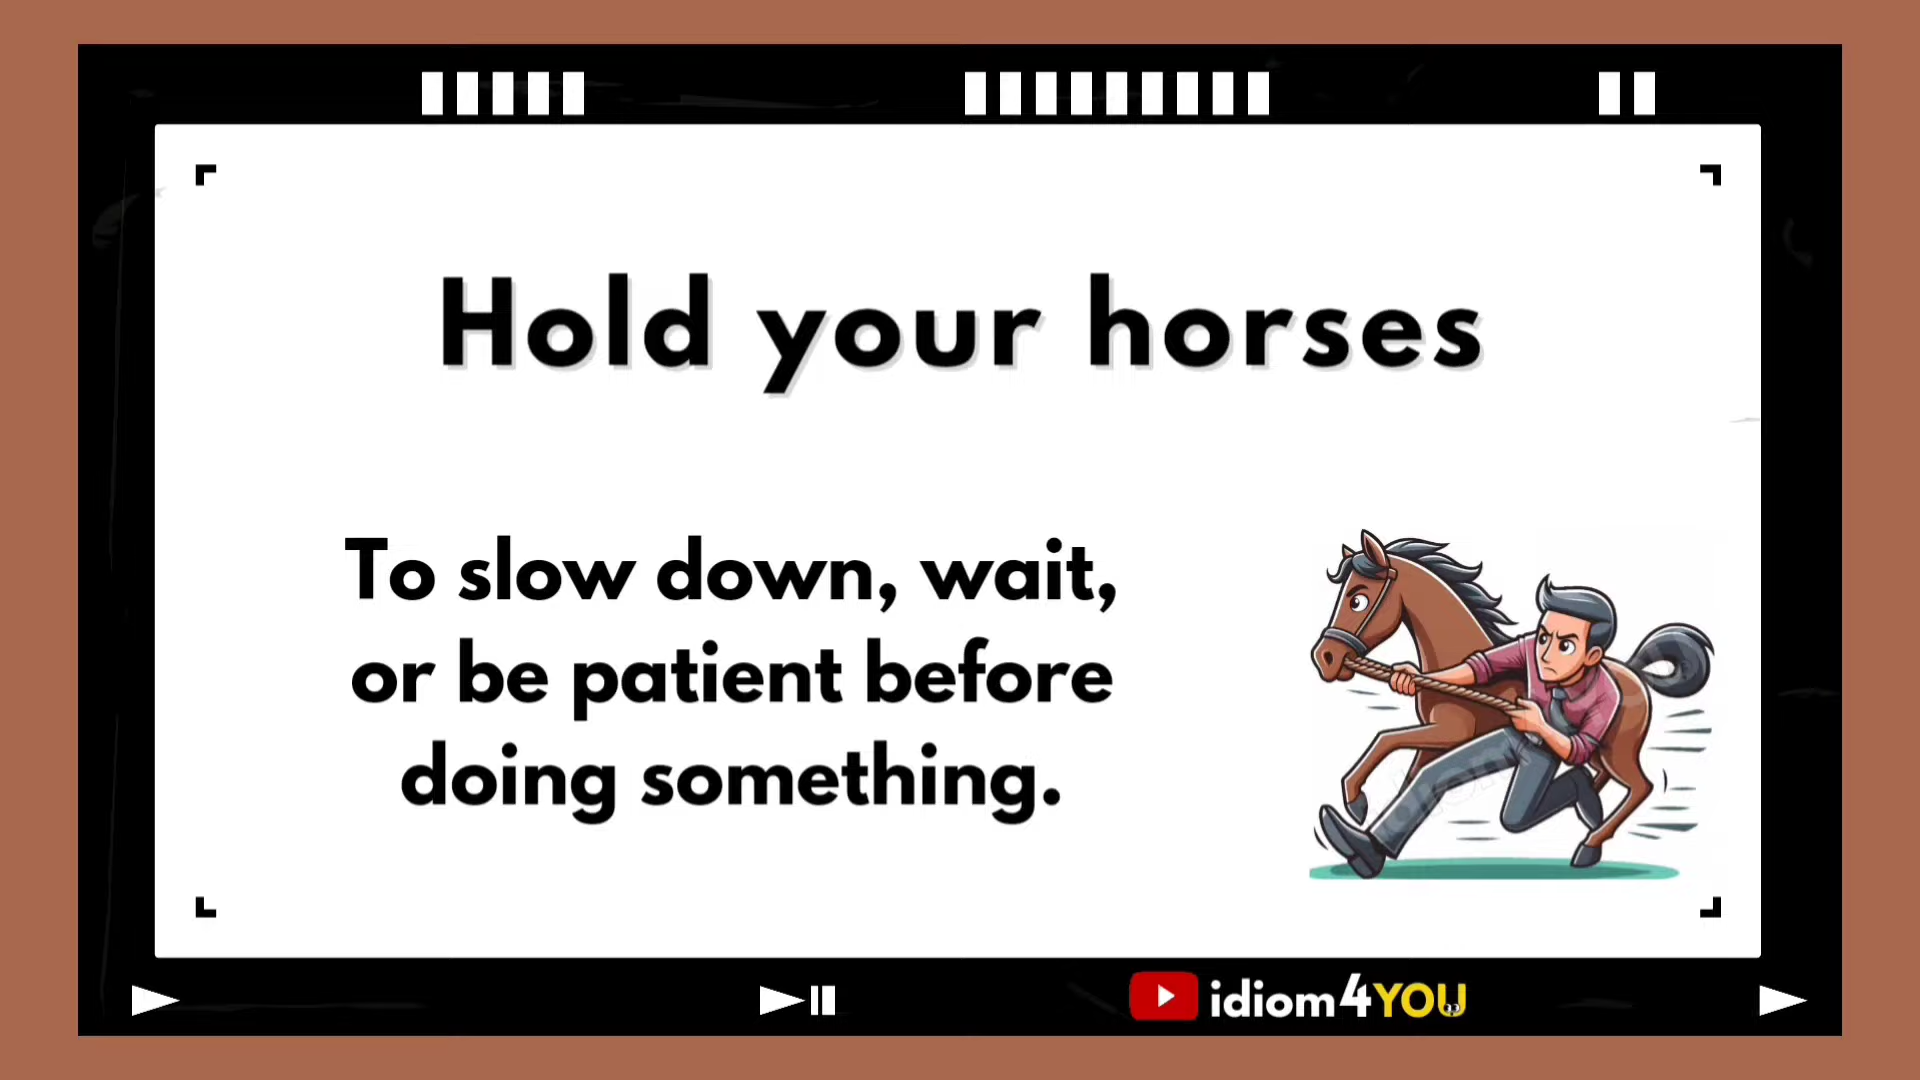 Hold your horses
To slow down, wait,
or be patient before
doing something.
idiom4YOU